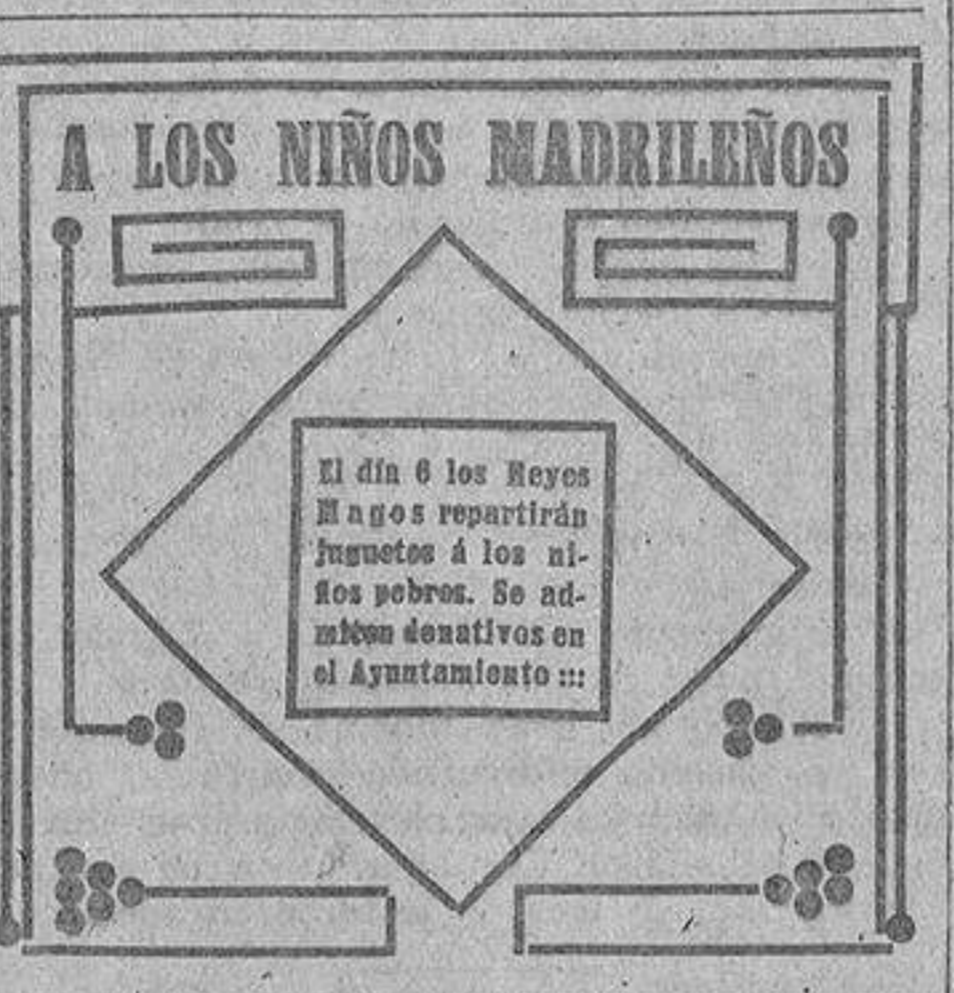 A LOS NIÑOS MADRILEÑOS
El día 6 los Reyes
Magos repartirán
juguetes á los ni-
ños pobres. Se ad-
miten donativos en
el Ayuntamiento :::